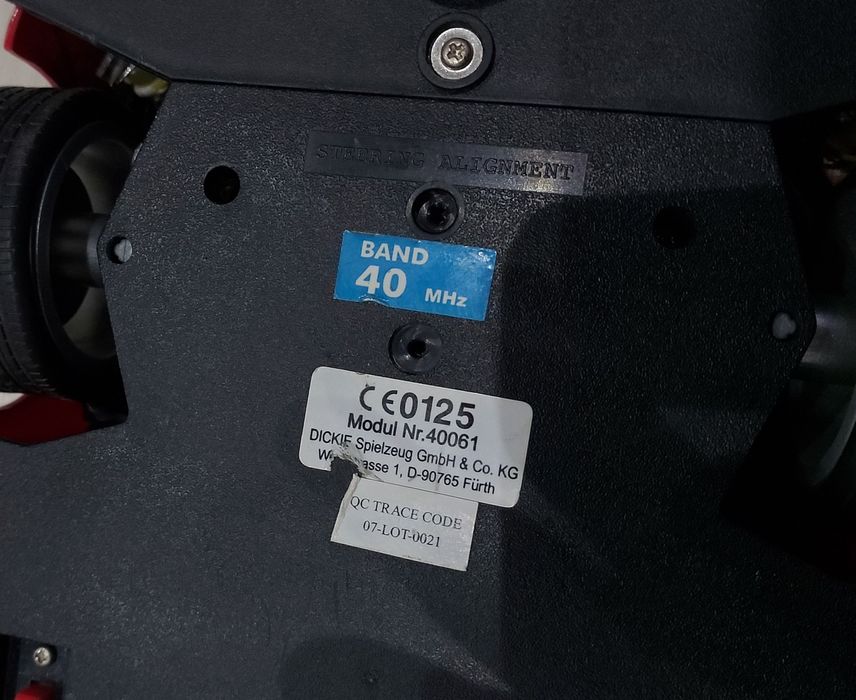 STEERING ALIGNMENT
BAND
40 MHz
CE0125
Modul Nr.40061
DICKIE Spielzeug GmbH & Co. KG
1, D-90765 Fürth
QC TRACE CODE
07-LOT-0021